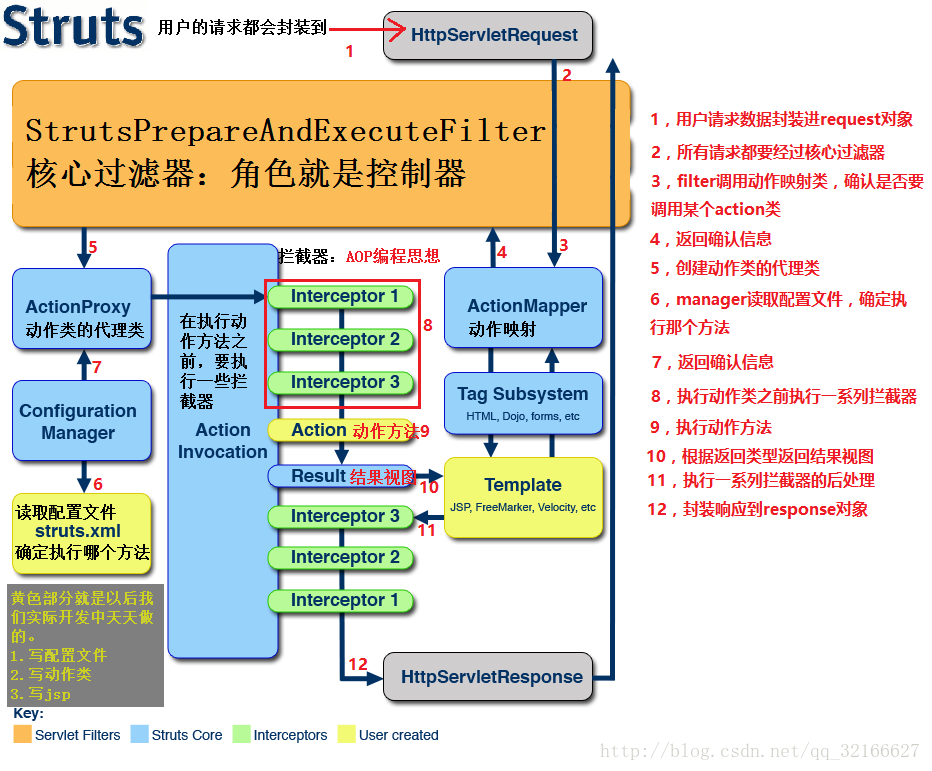 Struts 用户的请求都会封装到
1
HttpServletRequest
2
StrutsPrepareAndExecuteFilter
核心过滤器：角色就是控制器
1，用户请求数据封装进request对象
2，所有请求都要经过核心过滤器
3，filter调用动作映射类，确认是否要
调用某个action类
4，返回确认信息
5，创建动作类的代理类
6，manager读取配置文件，确定执
行那个方法
7，返回确认信息
8，执行动作类之前执行一系列拦截器
9，执行动作方法
10，根据返回类型返回结果视图
11，执行一系列拦截器的后处理
12，封装响应到response对象
5
4
3
拦截器：AOP编程思想
ActionProxy
动作类的代理类
在执行动
作方法之
前，要执
行一些拦
截器
Interceptor 1
Interceptor 2
Interceptor 3
8
ActionMapper
动作映射
7
Configuration
Manager
Action
Invocation
Action 动作方法9
Result 结果视图
10
Tag Subsystem
HTML, Dojo, forms, etc
Template
JSP, FreeMarker, Velocity, etc
6
读取配置文件
struts.xml
确定执行哪个方法
Interceptor 3
11
Interceptor 2
Interceptor 1
黄色部分就是以后我
们实际开发中天天做
的。
1.写配置文件
2.写动作类
3.写jsp
12
HttpServletResponse
Key:
Servlet Filters
Struts Core
Interceptors
User created
http://blog.csdn.net/qq_32166627